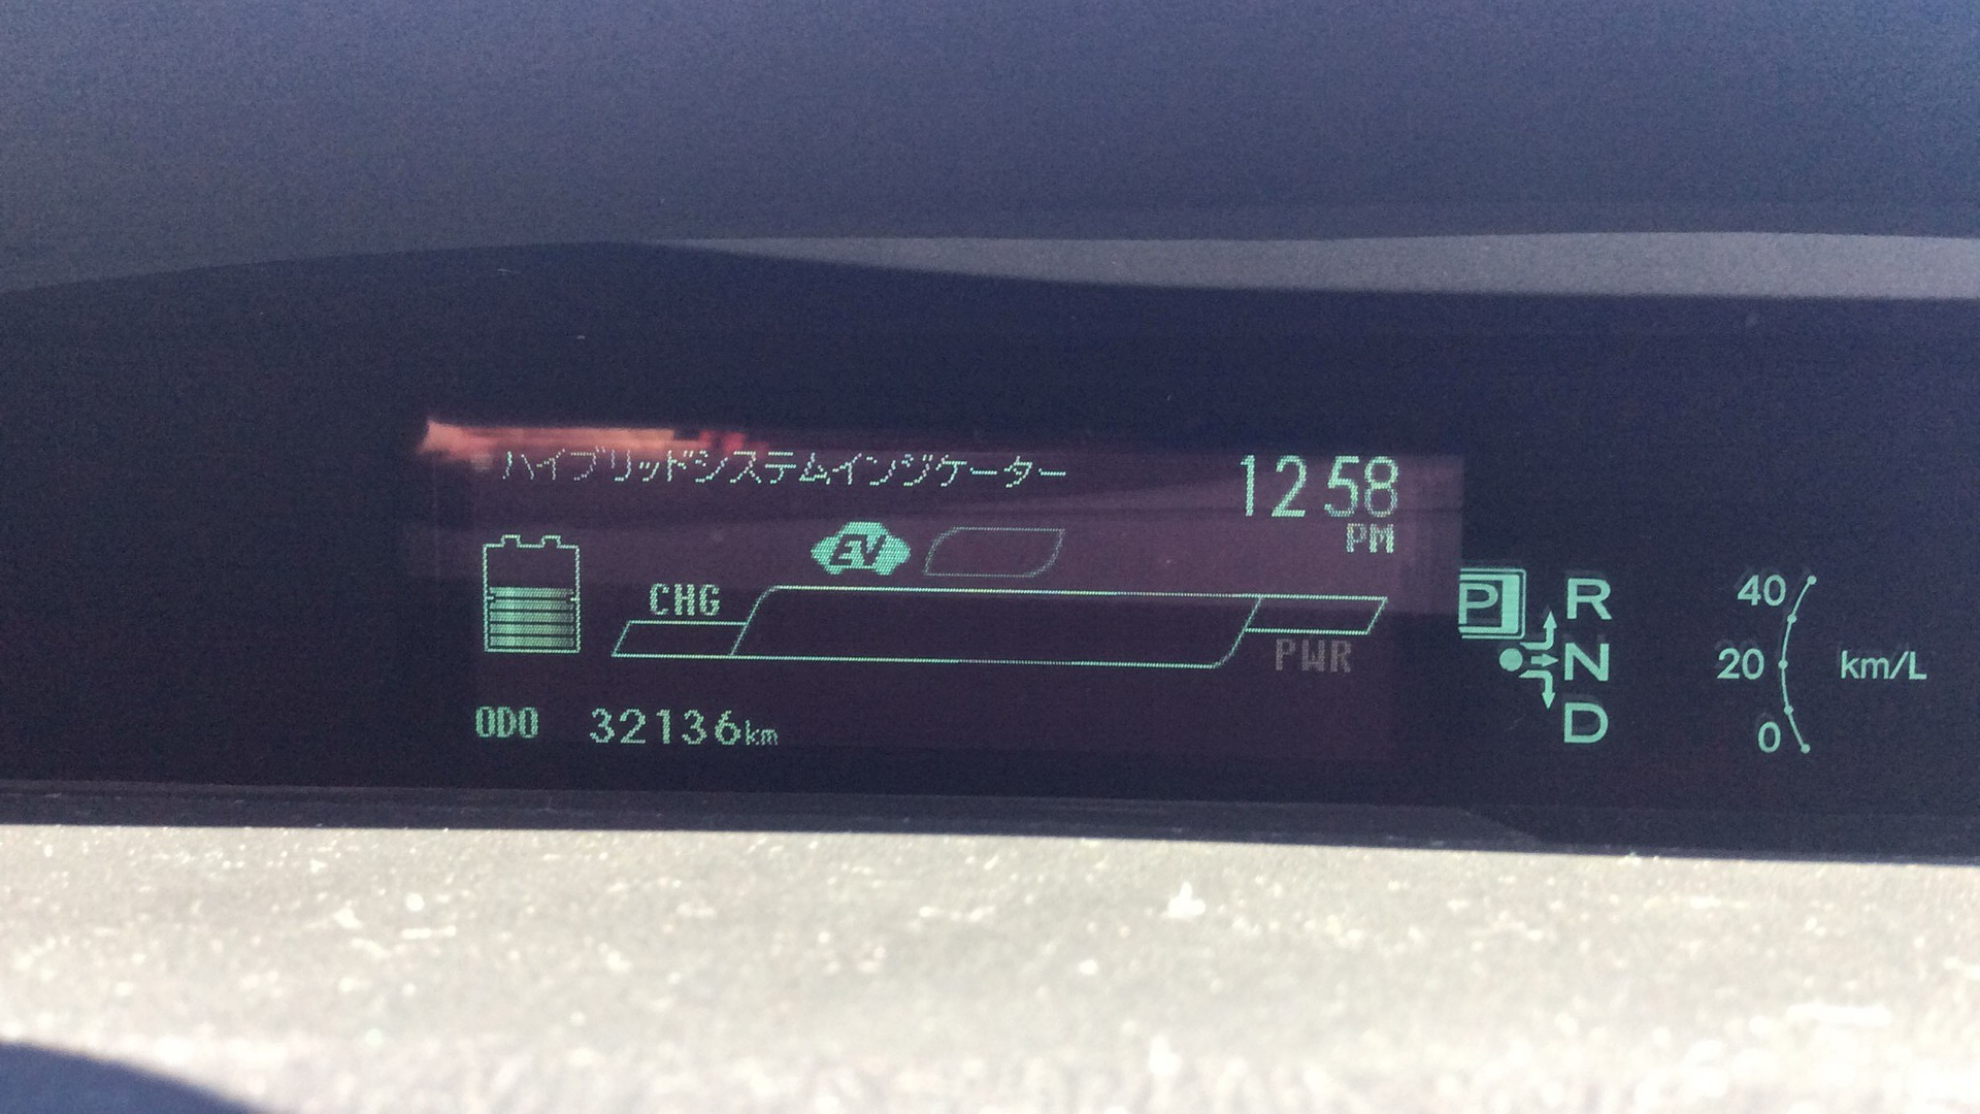 ハイブリッドシステムインジケーター
12 58
PM
EV
CHG
PWR
ODO 32136km
P R
N
D
40
20 km/L
0